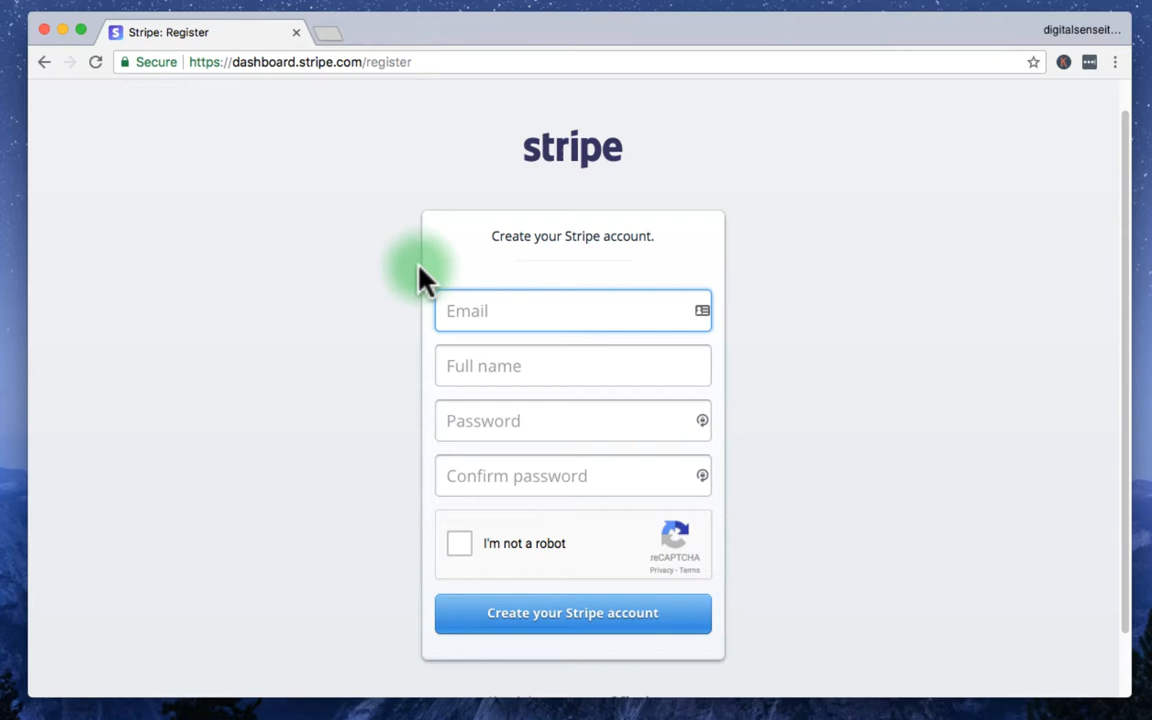 Stripe: Register
digitalsenseit...
Secure
https://dashboard.stripe.com/register
stripe
Create your Stripe account.
Email
Full name
Password
Confirm password
I'm not a robot
reCAPTCHA
Privacy - Terms
Create your Stripe account